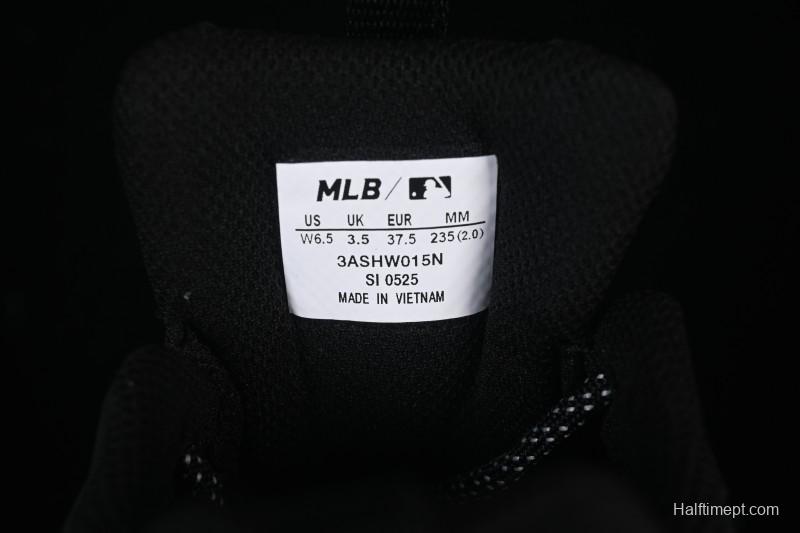 MLB /
US UK EUR MM
W6.5 3.5 37.5 235(2.0)
3ASHW015N
SI 0525
MADE IN VIETNAM
Halftimept.com